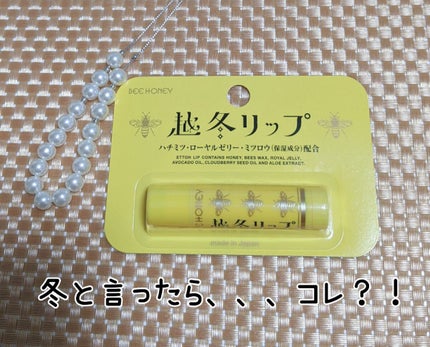 BEE HONEY
越冬リップ
ハチミツ・ローヤルゼリー・ミツロウ(保湿成分)配合
ETTOH LIP CONTAINS HONEY, BEES WAX, ROYAL JELLY,
AVOCADO OIL, CLOUDBERRY SEED OIL AND ALOE EXTRACT.
越冬リップ
made in Japan
冬と言ったら、、、コレ?!